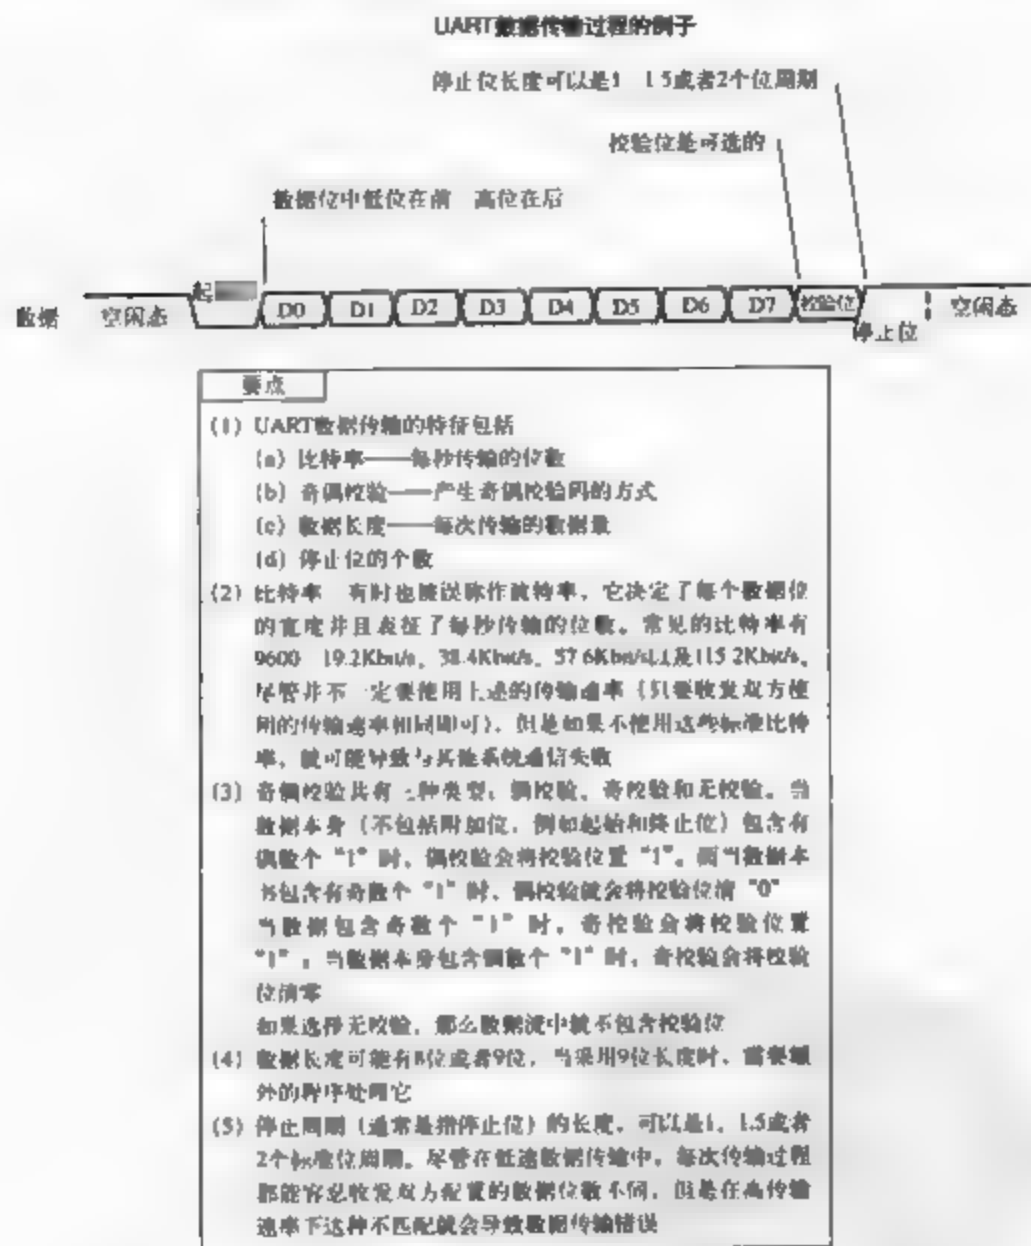 UART数据传输过程的例子
停止位长度可以是1 1.5或者2个位周期
校验位是可选的
数据位中低位在前 高位在后
数据 空闲态 起 D0 D1 D2 D3 D4 D5 D6 D7 校验位 停止位 空闲态
要点
(1) UART数据传输的特征包括
(a) 比特率——每秒传输的位数
(b) 奇偶校验——产生奇偶校验码的方式
(c) 数据长度——每次传输的数据量
(d) 停止位的个数
(2) 比特率 有时也被误称作波特率，它决定了每个数据位
的宽度并且表征了每秒传输的位数。常见的比特率有
9600 19.2Kbit/s、38.4Kbit/s、57.6Kbit/s以及115.2Kbit/s。
尽管并不一定要使用上述的传输速率（只要收发双方使
用的传输速率相同即可），但是如果不使用这些标准比特
率，就可能导致与其他系统通信失败
(3) 奇偶校验共有三种类型：偶校验、奇校验和无校验。当
数据本身（不包括附加位，例如起始和终止位）包含有
偶数个“1”时，偶校验会将校验位置“1”。而当数据本
书包含有奇数个“1”时，偶校验就会将校验位清“0”
当数据包含奇数个“1”时，奇校验会将校验位置
“1”；当数据本身包含偶数个“1”时，奇校验会将校验
位清零
如果选择无校验，那么数据流中就不包含校验位
(4) 数据长度可能有8位或者9位，当采用9位长度时，需要额
外的程序处理它
(5) 停止周期（通常是指停止位）的长度，可以是1、1.5或者
2个标准位周期。尽管在低速数据传输中，每次传输过程
都能容忍收发双方配置的数据位数不同，但是在高传输
速率下这种不匹配就会导致数据传输错误